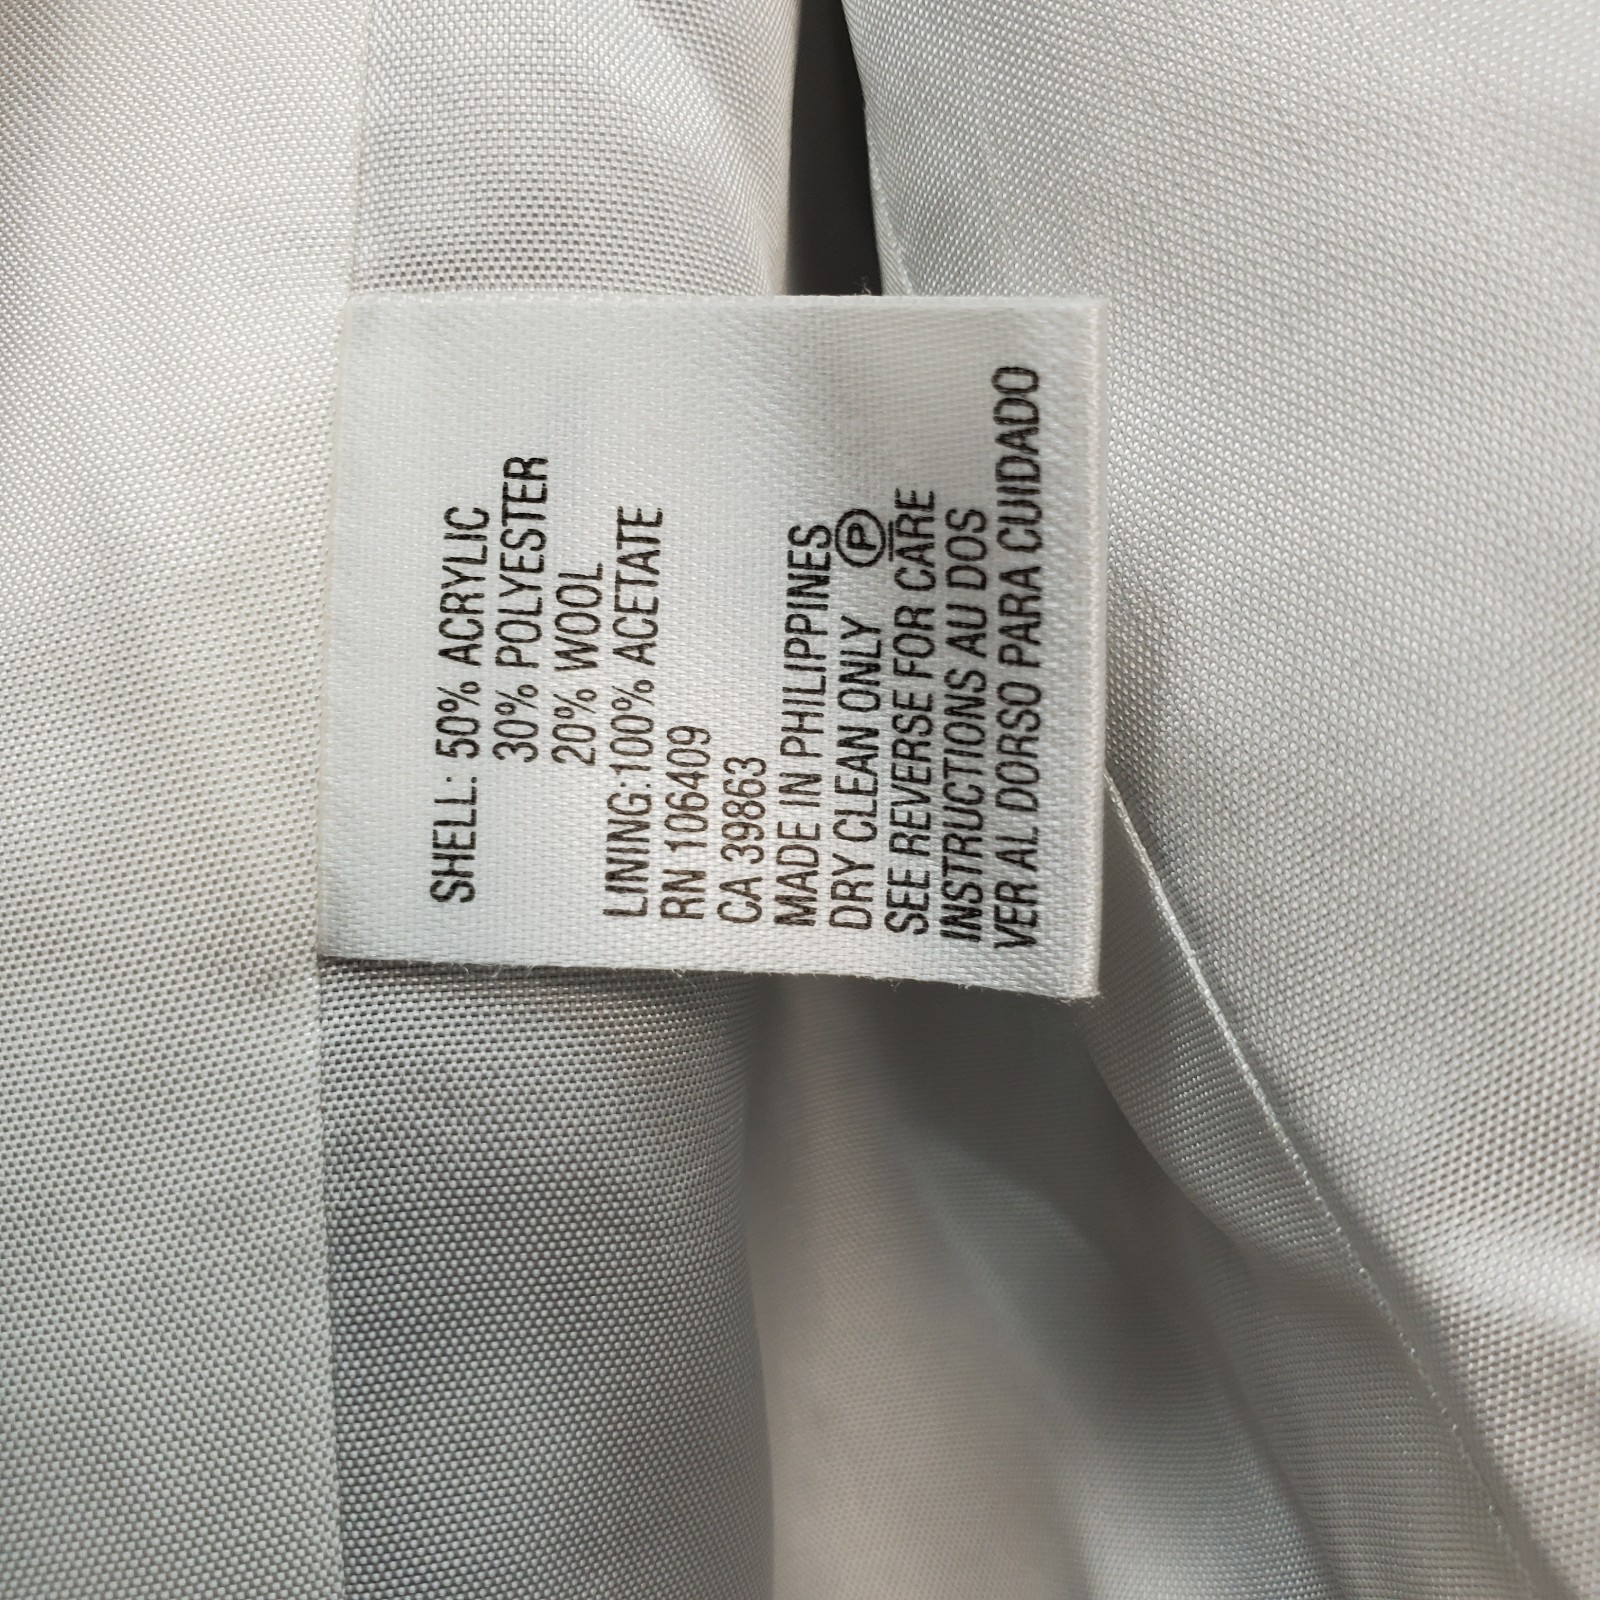 SHELL: 50% ACRYLIC
30% POLYESTER
20% WOOL
LINING:100% ACETATE
RN 106409
CA 39863
MADE IN PHILIPPINES
DRY CLEAN ONLY Ⓟ
SEE REVERSE FOR CARE
INSTRUCTIONS AU DOS
VER AL DORSO PARA CUIDADO